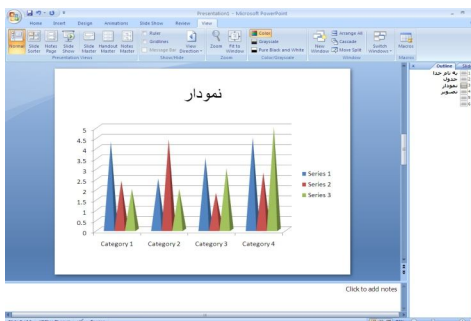 Presentation1 - Microsoft PowerPoint
Home Insert Design Animations Slide Show Review View
Normal Slide Sorter Notes Page Slide Show Slide Master Handout Master Notes Master
Presentation Views
Ruler
Gridlines
Message Bar
View Direction
Show/Hide
Zoom Fit to Window
Zoom
Color
Grayscale
Pure Black and White
Color/Grayscale
New Window
Arrange All
Cascade
Move Split
Switch Windows
Window
Macros
Macros
Outline
به نام خدا
جدول
نمودار
تصویر
نمودار
5
4.5
4
3.5
3
2.5
2
1.5
1
0.5
0
Category 1 Category 2 Category 3 Category 4
Series 1
Series 2
Series 3
Click to add notes